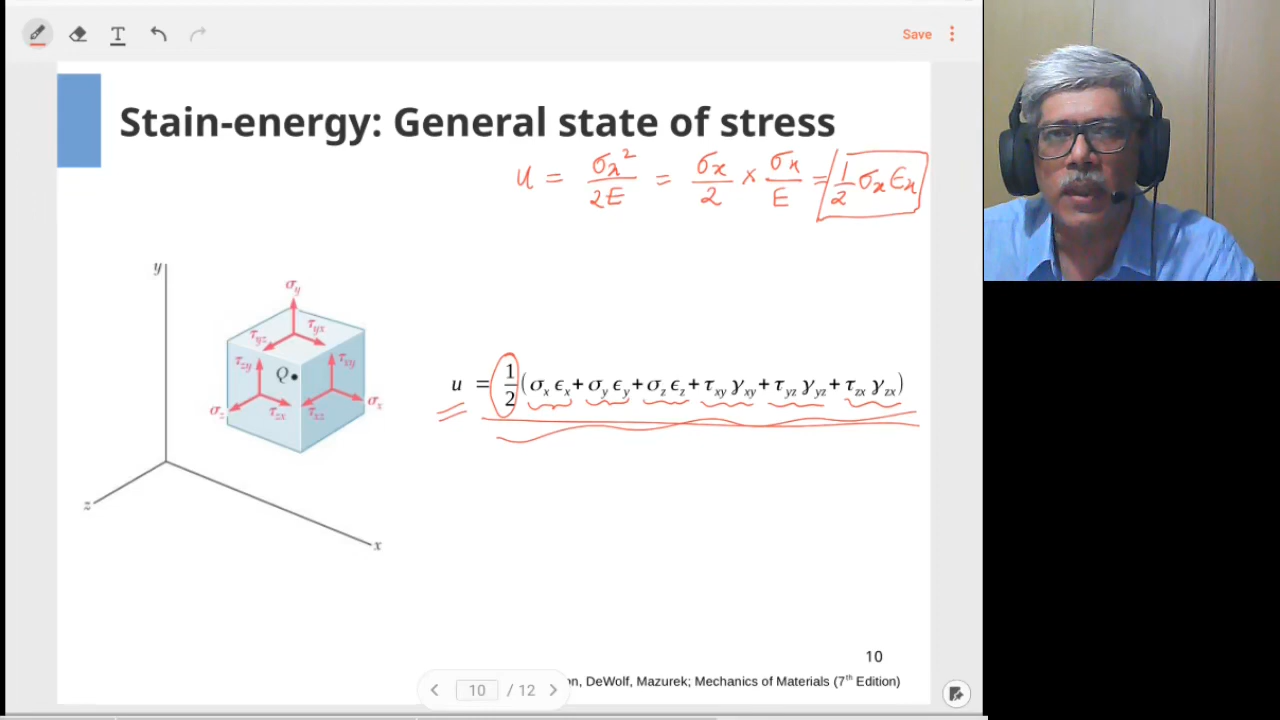 Save
Stain-energy: General state of stress
u = σx²/2E = σx/2 × σx/E = 1/2 σx ϵx
y
σy
τyz τyx
τzy Q τxy
σz τzx τxz σx
z
x
u = 1/2 (σx ϵx + σy ϵy + σz ϵz + τxy γxy + τyz γyz + τzx γzx)
10
on, DeWolf, Mazurek; Mechanics of Materials (7th Edition)
10 / 12